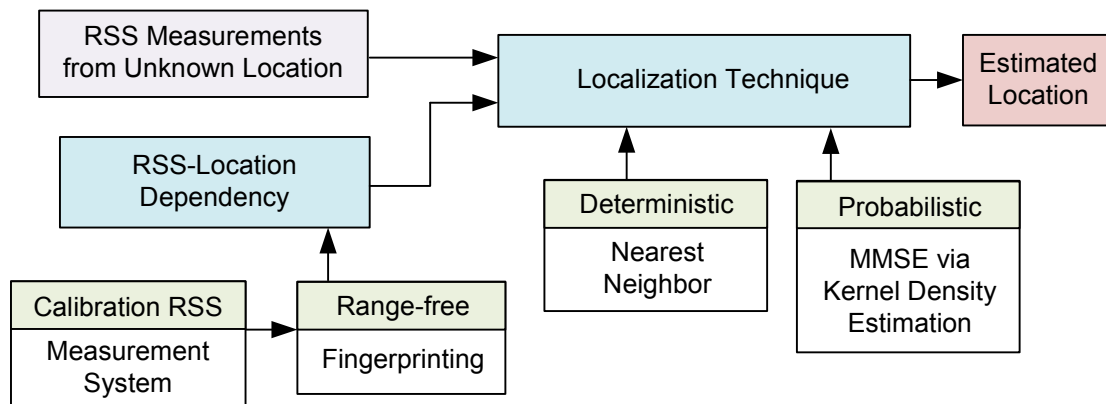 RSS Measurements
from Unknown Location
Localization Technique
Estimated
Location
RSS-Location
Dependency
Deterministic
Nearest
Neighbor
Probabilistic
MMSE via
Kernel Density
Estimation
Calibration RSS
Measurement
System
Range-free
Fingerprinting